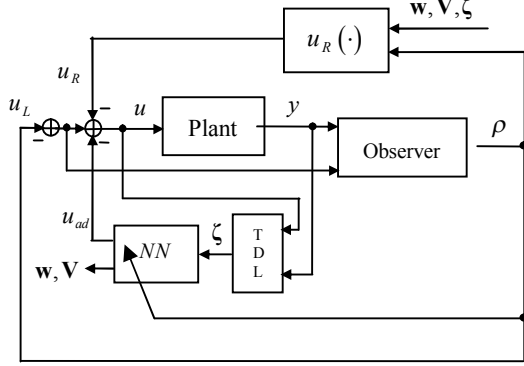 w, V, ζ
u_R (·)
u_R
u_L
u
Plant
y
Observer
ρ
u_ad
NN
ζ
T
D
L
w, V